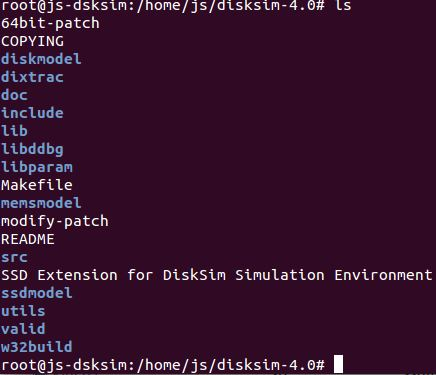 root@js-dsksim:/home/js/disksim-4.0# ls
64bit-patch
COPYING
diskmodel
dixtrac
doc
include
lib
libddbg
libparam
Makefile
memsmodel
modify-patch
README
src
SSD Extension for DiskSim Simulation Environment
ssdmodel
utils
valid
w32build
root@js-dsksim:/home/js/disksim-4.0#